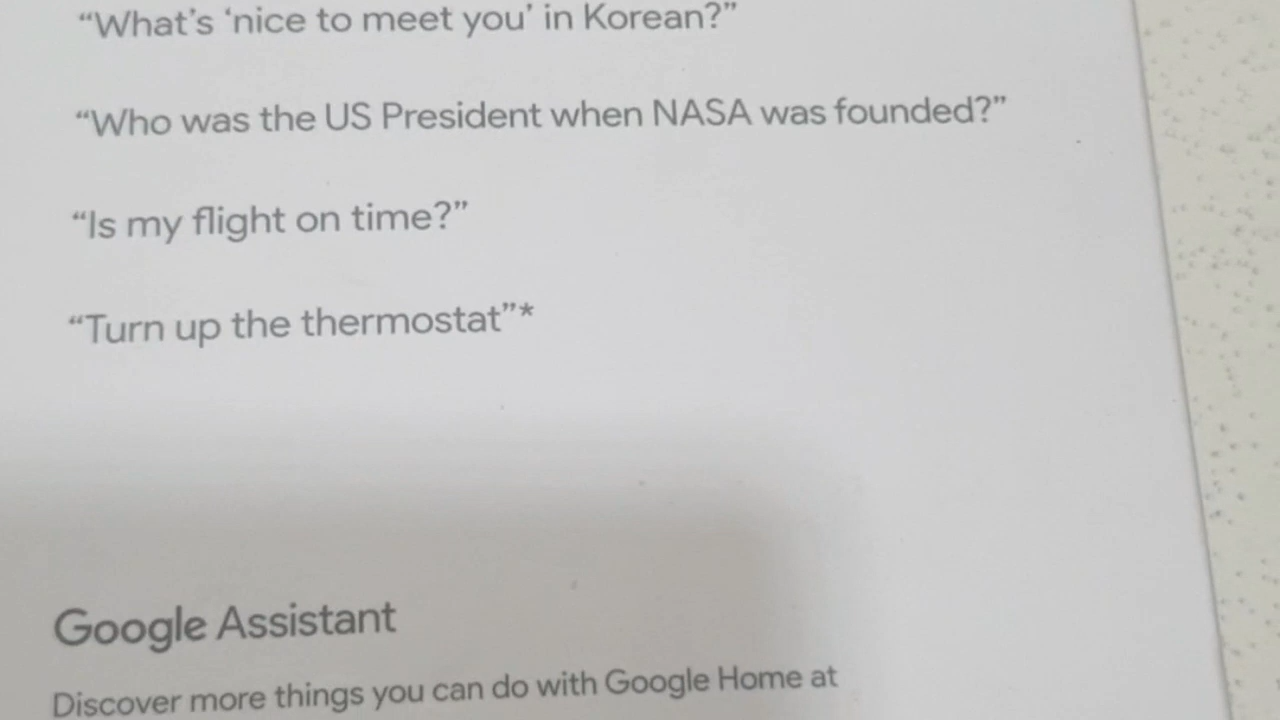 “What’s ‘nice to meet you’ in Korean?”
“Who was the US President when NASA was founded?”
“Is my flight on time?”
“Turn up the thermostat”*
Google Assistant
Discover more things you can do with Google Home at